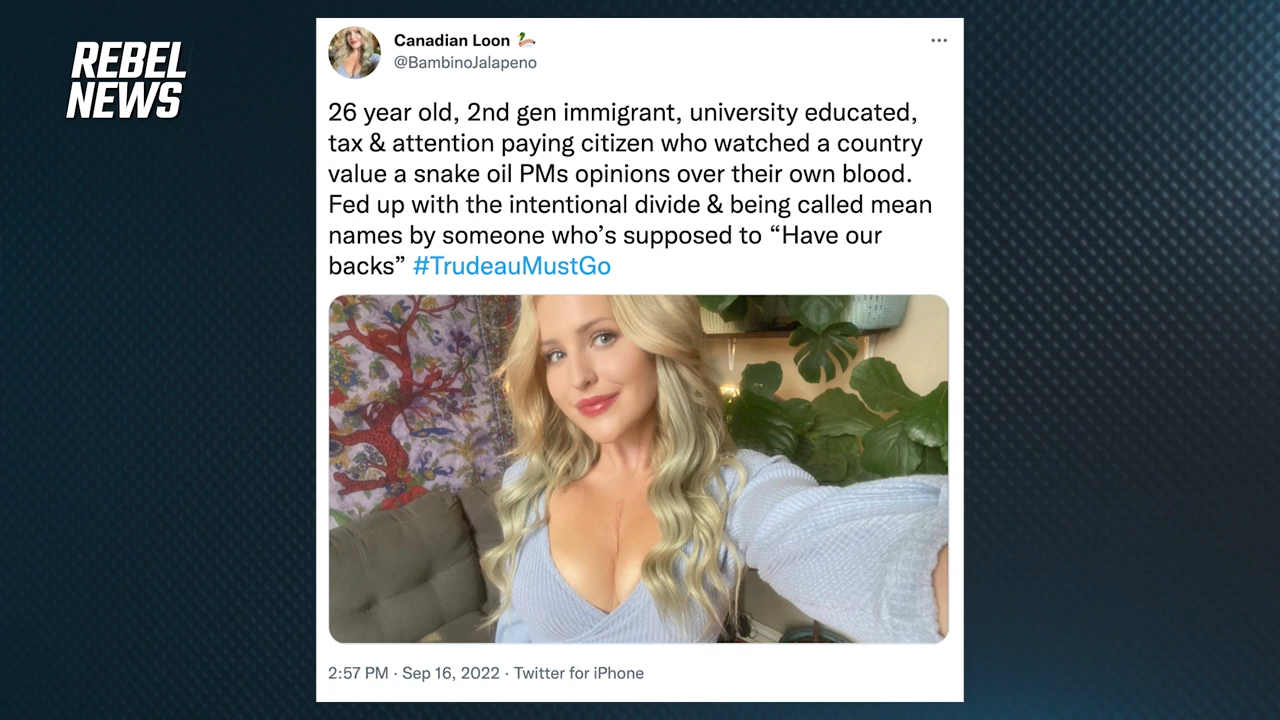 REBEL
NEWS
Canadian Loon
@BambinoJalapeno
26 year old, 2nd gen immigrant, university educated,
tax & attention paying citizen who watched a country
value a snake oil PMs opinions over their own blood.
Fed up with the intentional divide & being called mean
names by someone who’s supposed to “Have our
backs” #TrudeauMustGo
2:57 PM · Sep 16, 2022 · Twitter for iPhone